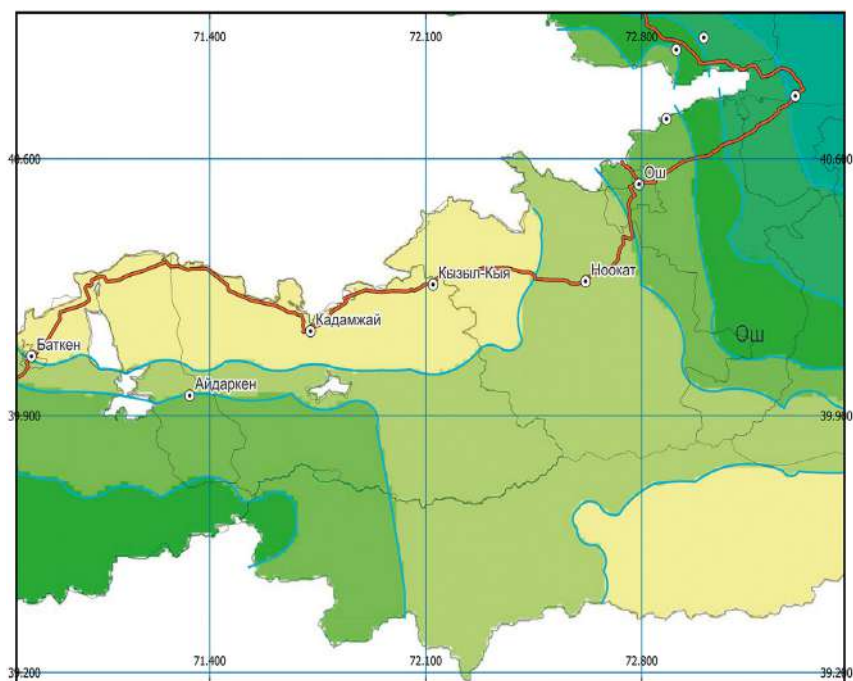 71.400 72.100 72.800
40.600 40.600
Ош
Кызыл-Кыя
Ноокат
Кадамжай
Ош
Баткен
Айдаркен
39.900 39.900
39.200 39.200
71.400 72.100 72.800